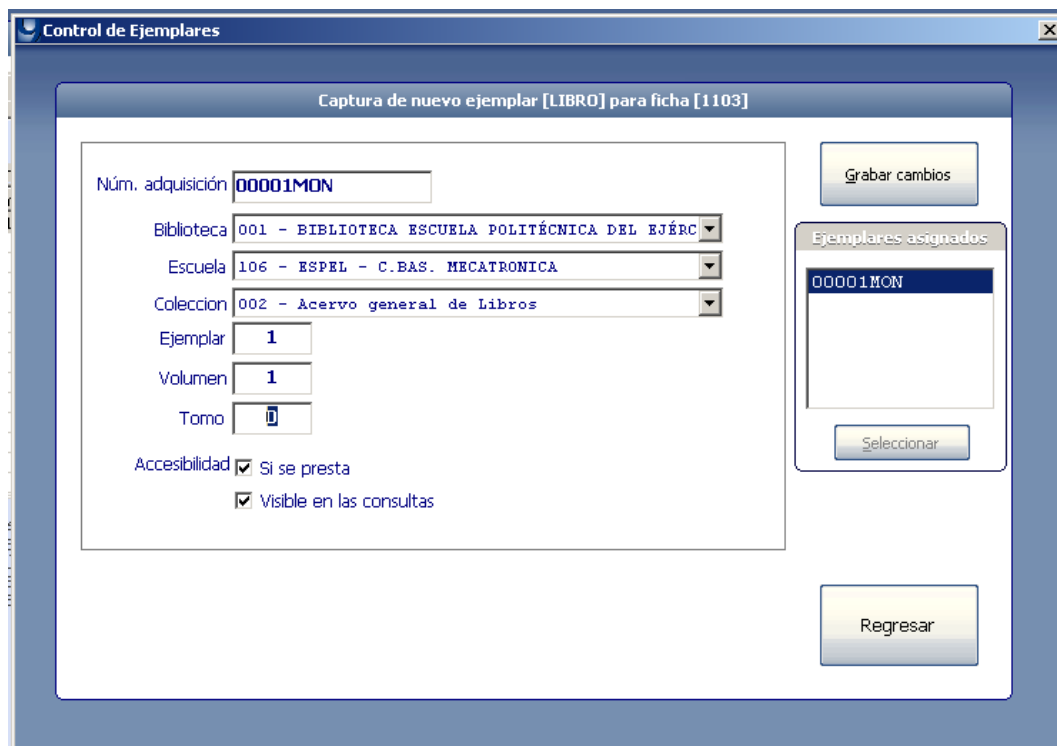 Control de Ejemplares
Captura de nuevo ejemplar [LIBRO] para ficha [1103]
Núm. adquisición 00001MON
Biblioteca 001 - BIBLIOTECA ESCUELA POLITÉCNICA DEL EJÉRC
Escuela 106 - ESPEL - C.BAS. MECATRONICA
Coleccion 002 - Acervo general de Libros
Ejemplar 1
Volumen 1
Tomo 0
Accesibilidad Si se presta
Visible en las consultas
Grabar cambios
Ejemplares asignados
00001MON
Seleccionar
Regresar